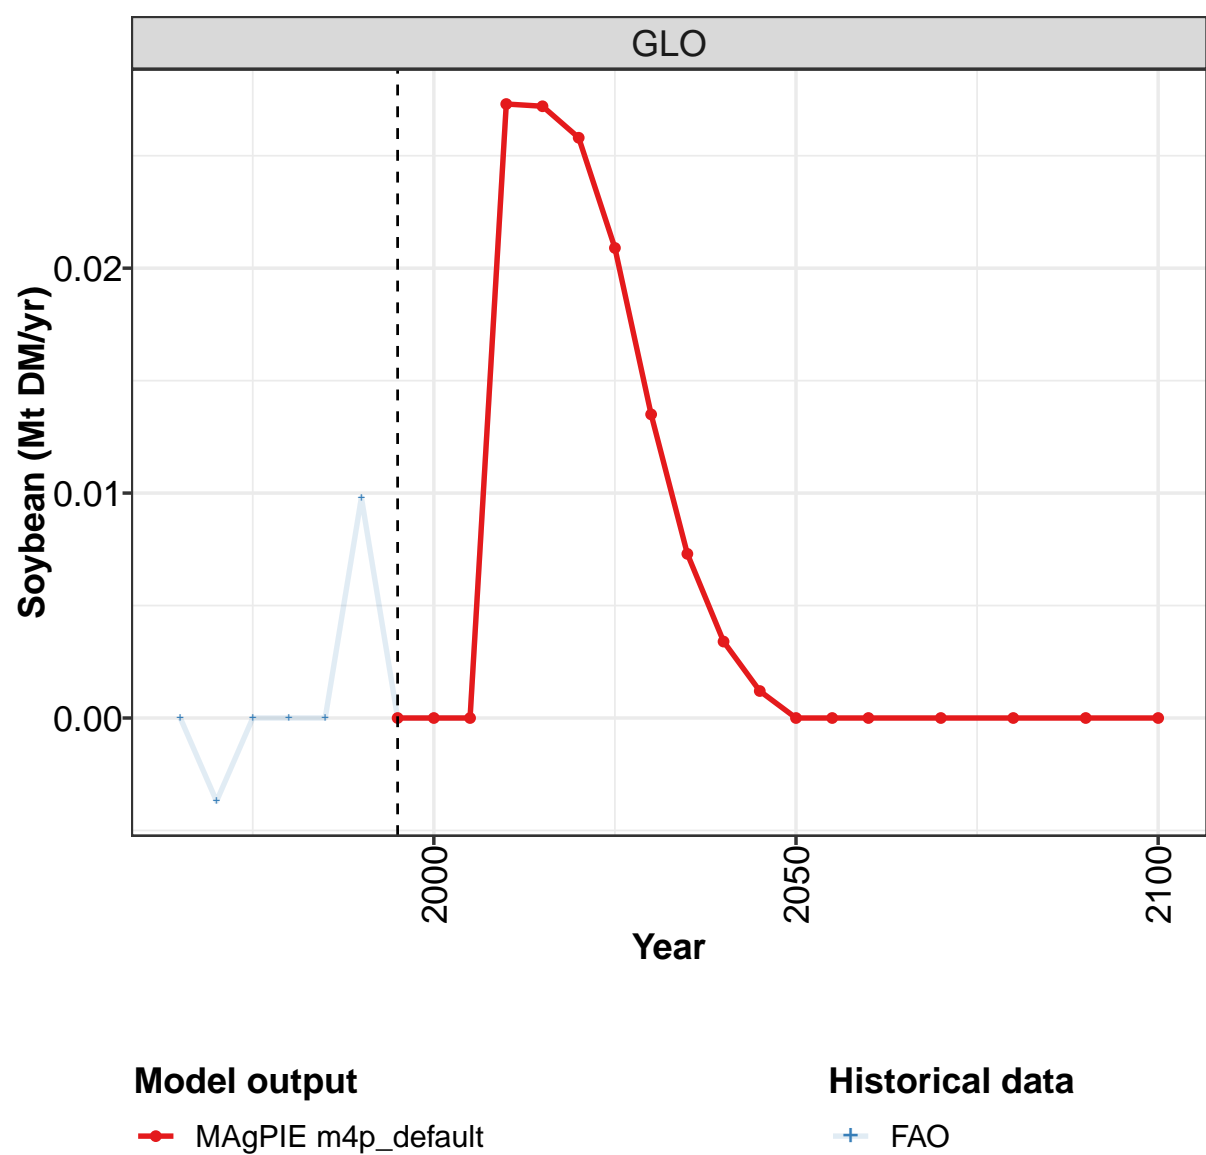 GLO
Soybean (Mt DM/yr)
0.02
0.01
0.00
2000
2050
2100
Year
Model output
MAgPIE m4p_default
Historical data
FAO